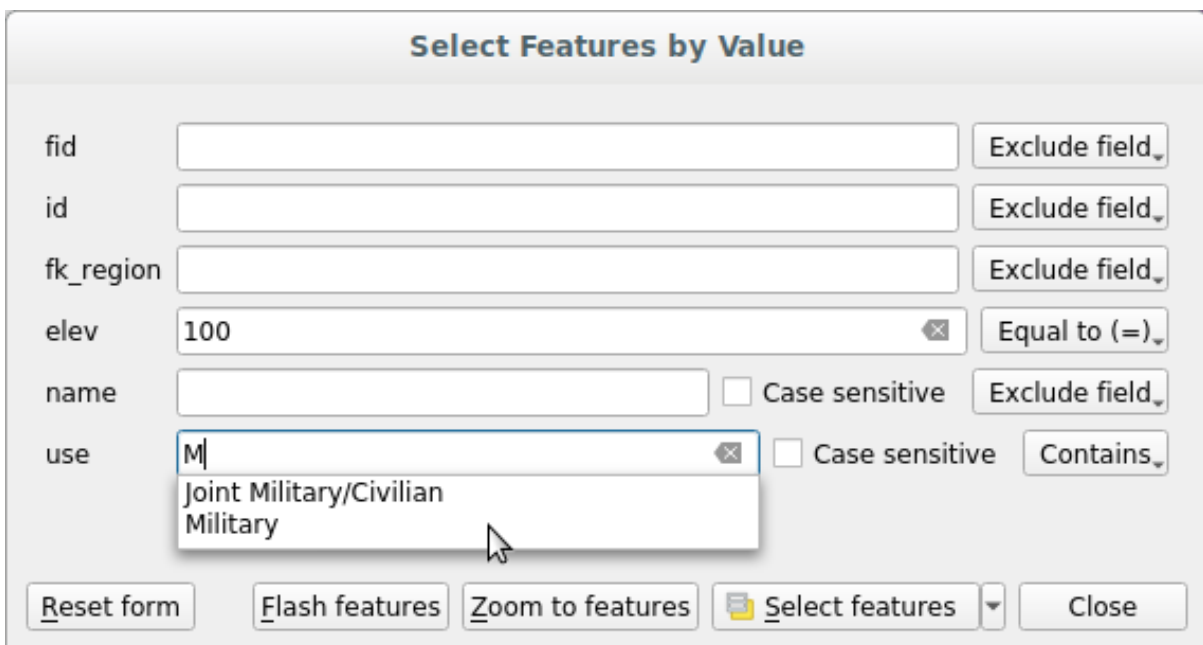 Select Features by Value
fid Exclude field
id Exclude field
fk_region Exclude field
elev 100 Equal to (=)
name Case sensitive Exclude field
use M Case sensitive Contains
Joint Military/Civilian
Military
Reset form Flash features Zoom to features Select features Close